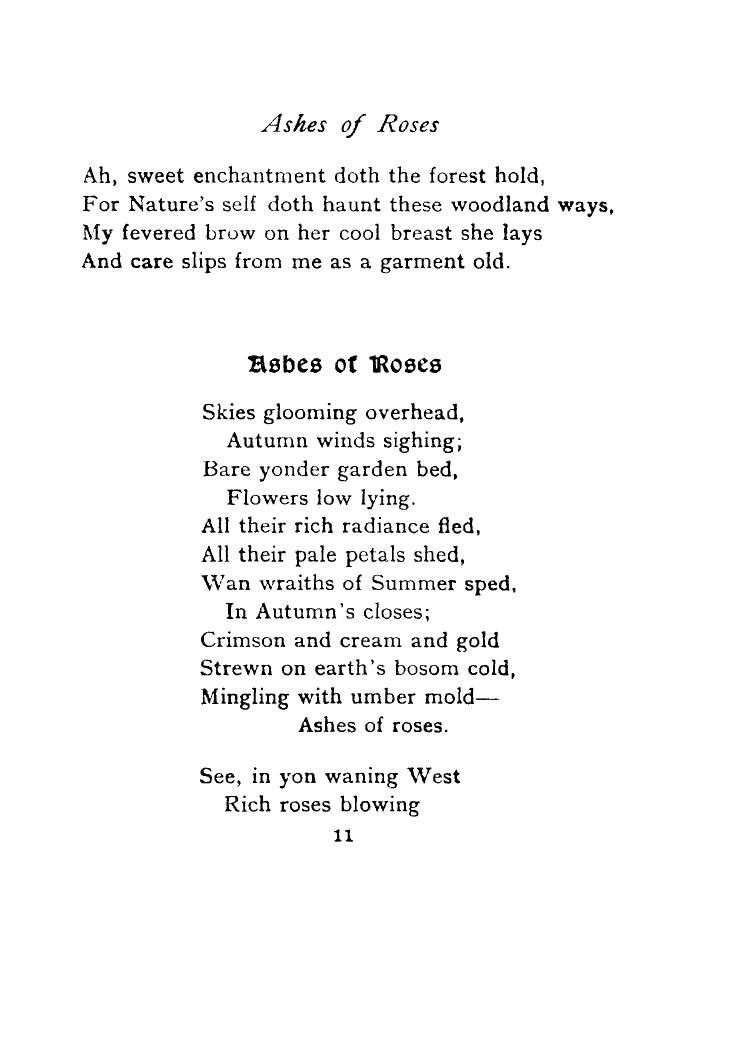 Ashes of Roses
Ah, sweet enchantment doth the forest hold,
For Nature's self doth haunt these woodland ways,
My fevered brow on her cool breast she lays
And care slips from me as a garment old.
Ashes of Roses
Skies glooming overhead,
Autumn winds sighing;
Bare yonder garden bed,
Flowers low lying.
All their rich radiance fled,
All their pale petals shed,
Wan wraiths of Summer sped,
In Autumn's closes;
Crimson and cream and gold
Strewn on earth's bosom cold,
Mingling with umber mold—
Ashes of roses.
See, in yon waning West
Rich roses blowing
11